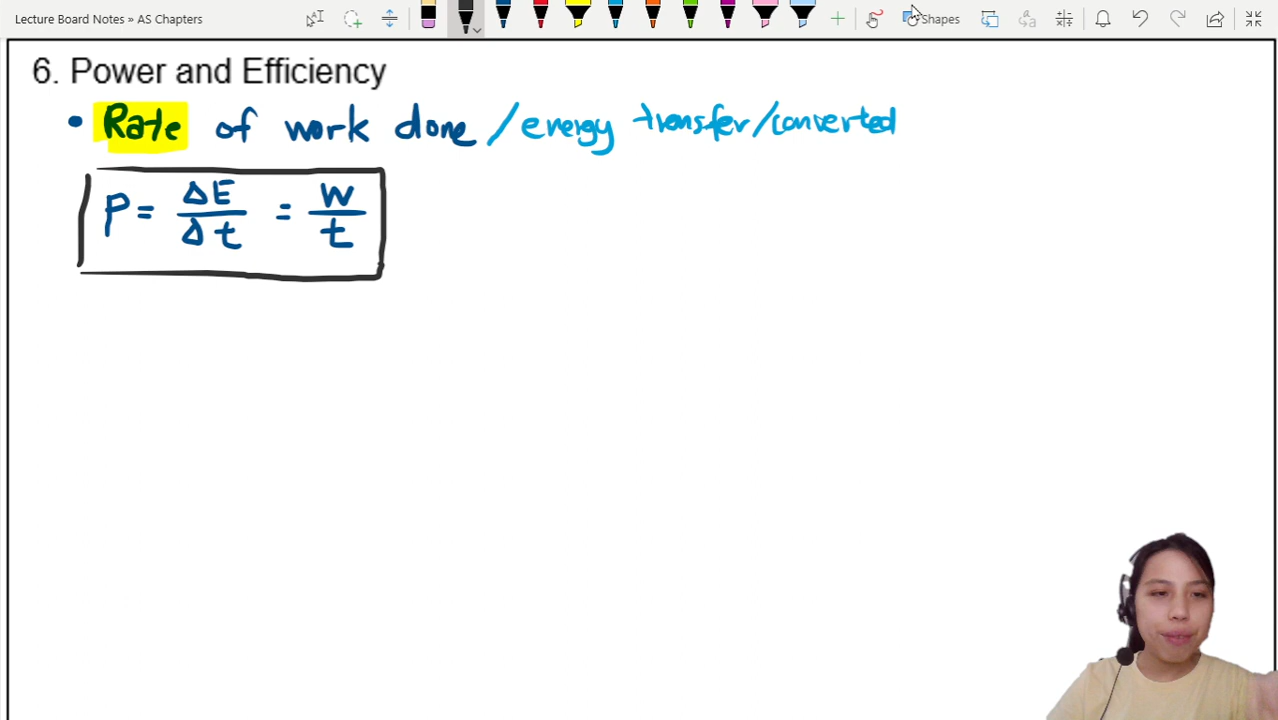 Lecture Board Notes » AS Chapters
Shapes
6. Power and Efficiency
• Rate of work done / energy transfer/converted
P = ΔE/Δt = W/t